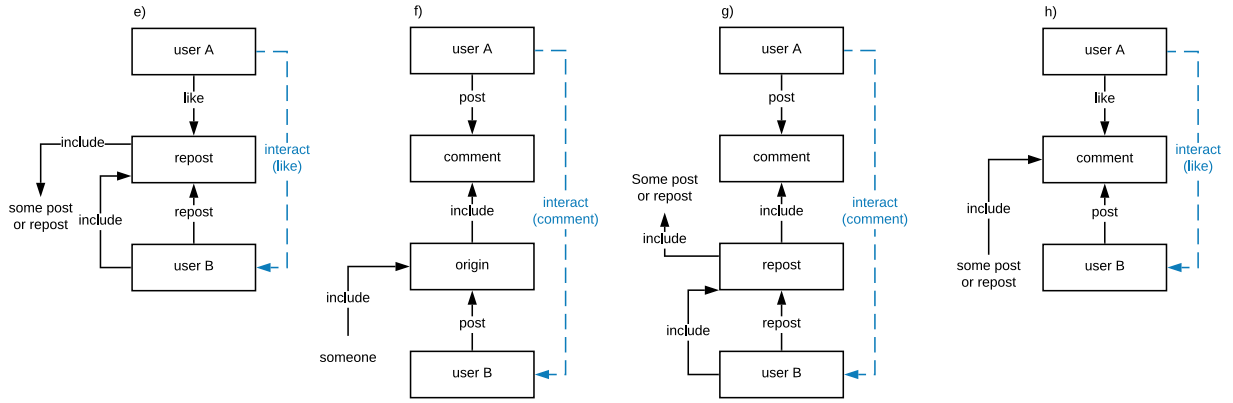 e)
user A
like
include
repost
interact
(like)
some post
or repost
include
repost
user B
f)
user A
post
comment
include
interact
(comment)
origin
include
post
someone
user B
g)
user A
post
comment
Some post
or repost
include
interact
(comment)
include
repost
include
repost
user B
h)
user A
like
comment
interact
(like)
include
post
some post
or repost
user B